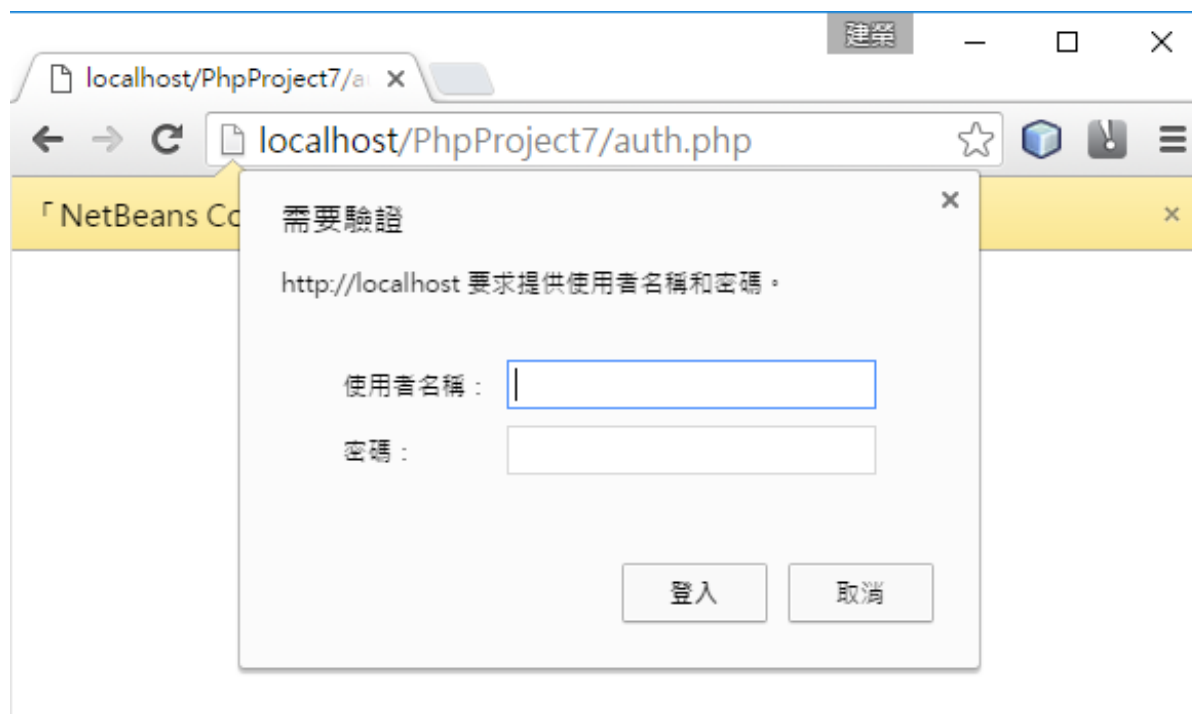 建榮
localhost/PhpProject7/a
localhost/PhpProject7/auth.php
「NetBeans Co
需要驗證
http://localhost 要求提供使用者名稱和密碼。
使用者名稱：
密碼：
登入 取消